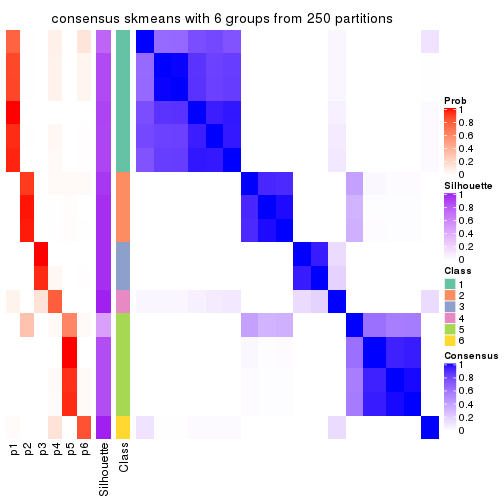 consensus skmeans with 6 groups from 250 partitions
p1
p2
p3
p4
p5
p6
Silhouette
Class
Prob
1
0.8
0.6
0.4
0.2
0
Silhouette
1
0.8
0.6
0.4
0.2
0
Class
1
2
3
4
5
6
Consensus
1
0.8
0.6
0.4
0.2
0